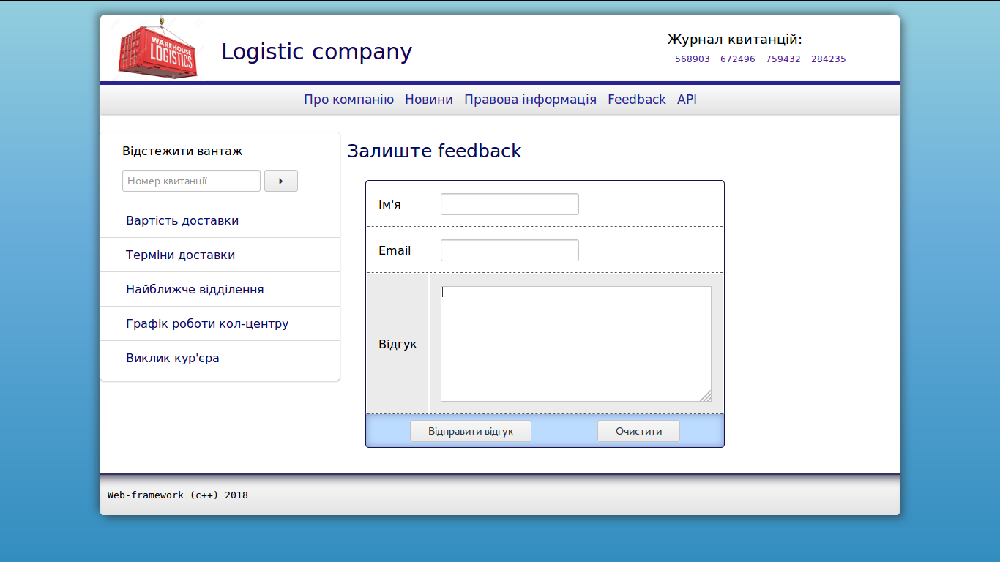 WAREHOUSE
LOGISTICS
Logistic company
Журнал квитанцій:
568903 672496 759432 284235
Про компанію Новини Правова інформація Feedback API
Відстежити вантаж
Номер квитанції
Вартість доставки
Терміни доставки
Найближче відділення
Графік роботи кол-центру
Виклик кур'єра
Залиште feedback
Ім'я
Email
Відгук
Відправити відгук Очистити
Web-framework (c++) 2018